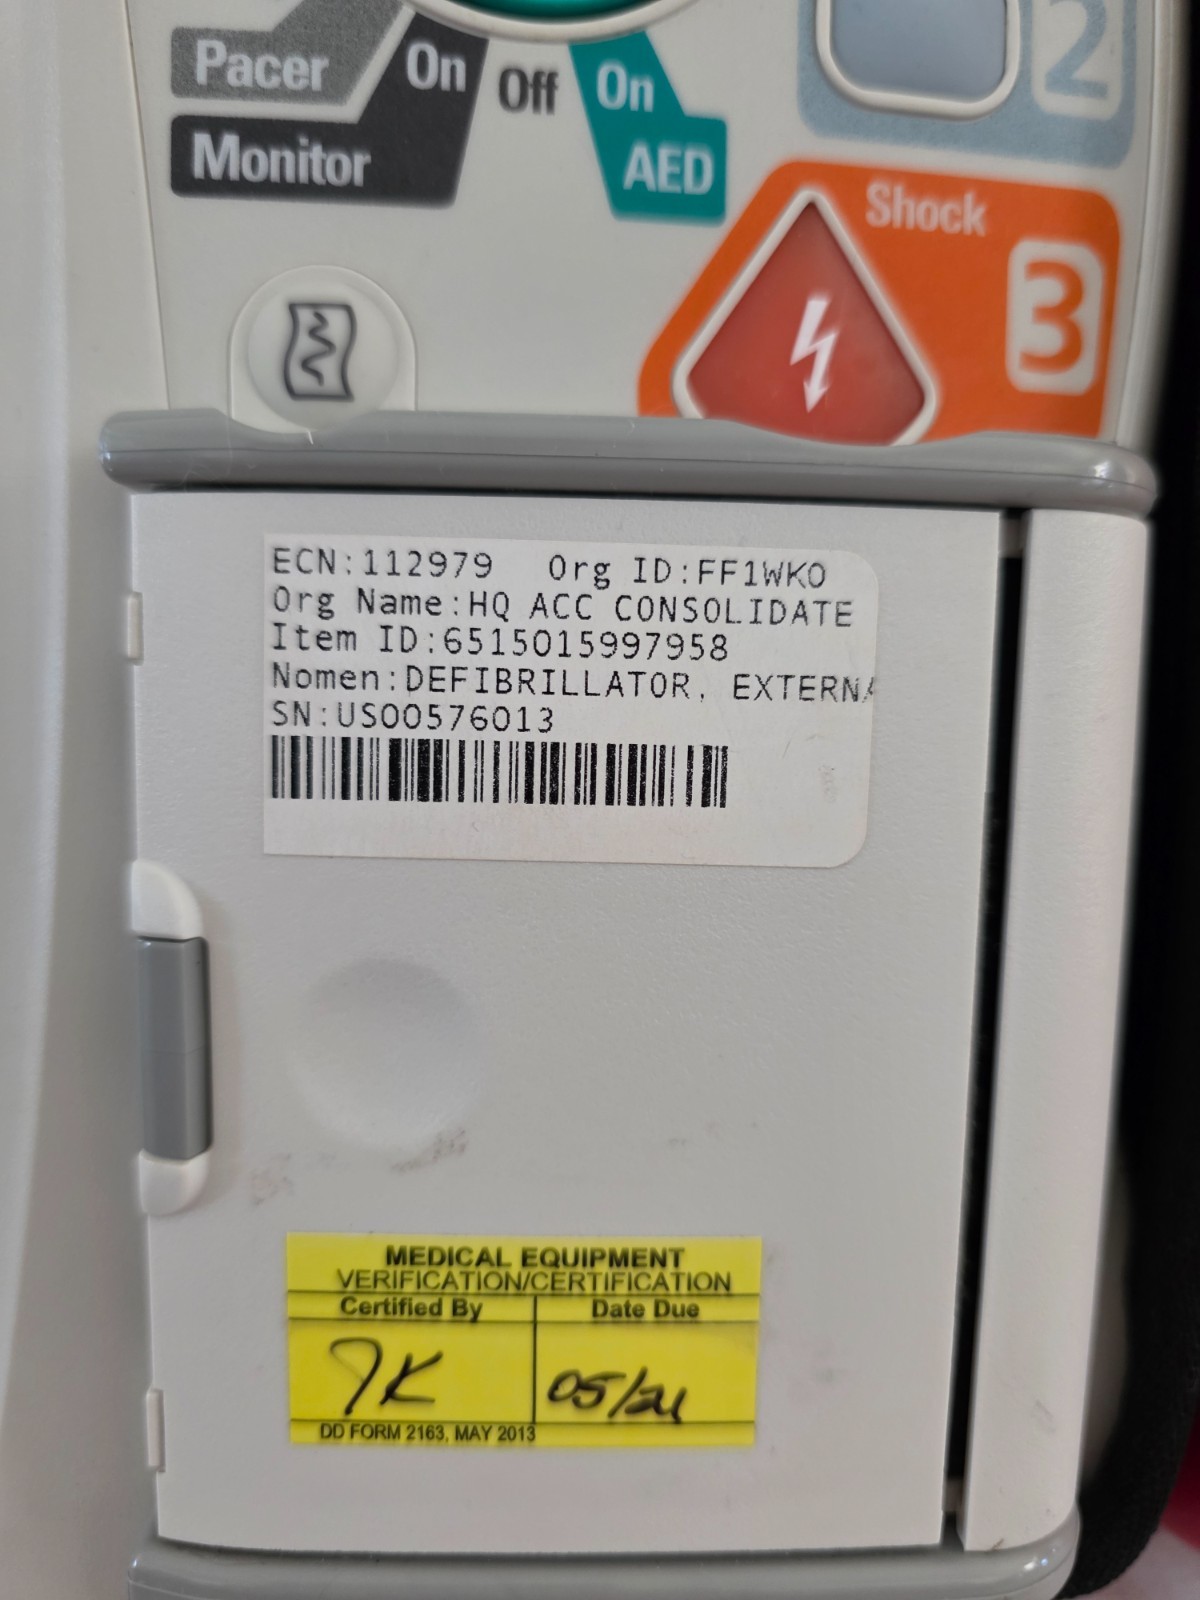 Pacer
On Off On
Monitor
AED
2
Shock
3
ECN:112979 Org ID:FF1WK0
Org Name:HQ ACC CONSOLIDATE
Item ID:6515015997958
Nomen:DEFIBRILLATOR, EXTERNA
SN:US00576013
MEDICAL EQUIPMENT
VERIFICATION/CERTIFICATION
Certified By Date Due
JK
DD FORM 2163, MAY 2013